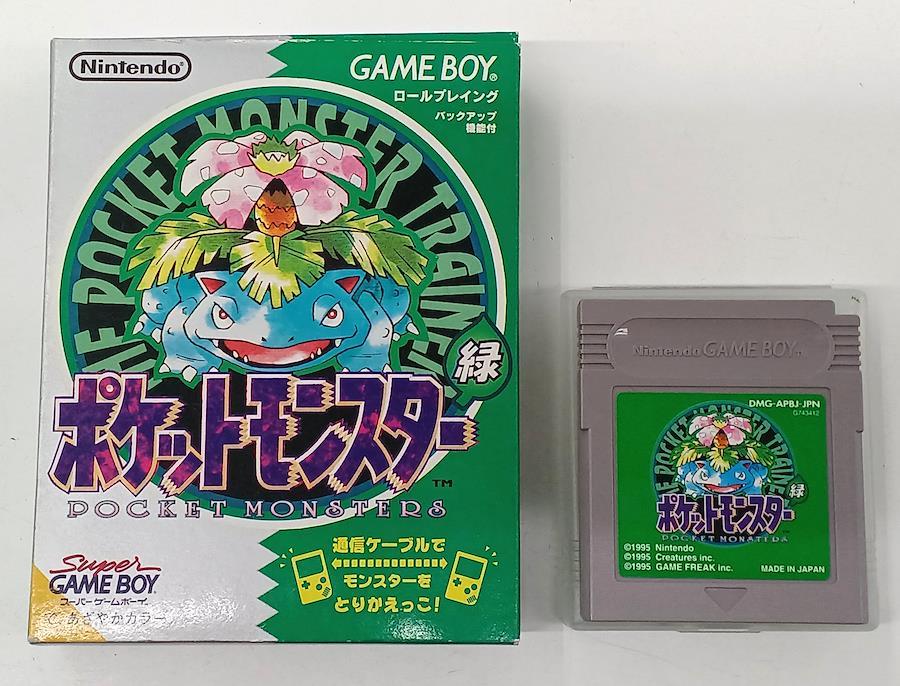 Nintendo
GAME BOY®
ロールプレイング
バックアップ
機能付
THE POCKET MONSTER TRAINER
緑
ポケットモンスター
TM
POCKET MONSTERS
Super
GAME BOY
スーパーゲームボーイ
で あざやかカラー
通信ケーブルで
モンスターを
とりかえっこ!
Nintendo GAME BOY
DMG-APBJ-JPN
G743412
POCKET MONSTER TRAINER
緑
ポケットモンスター
POCKET MONSTERS
©1995 Nintendo
©1995 Creatures inc.
©1995 GAME FREAK inc.
MADE IN JAPAN